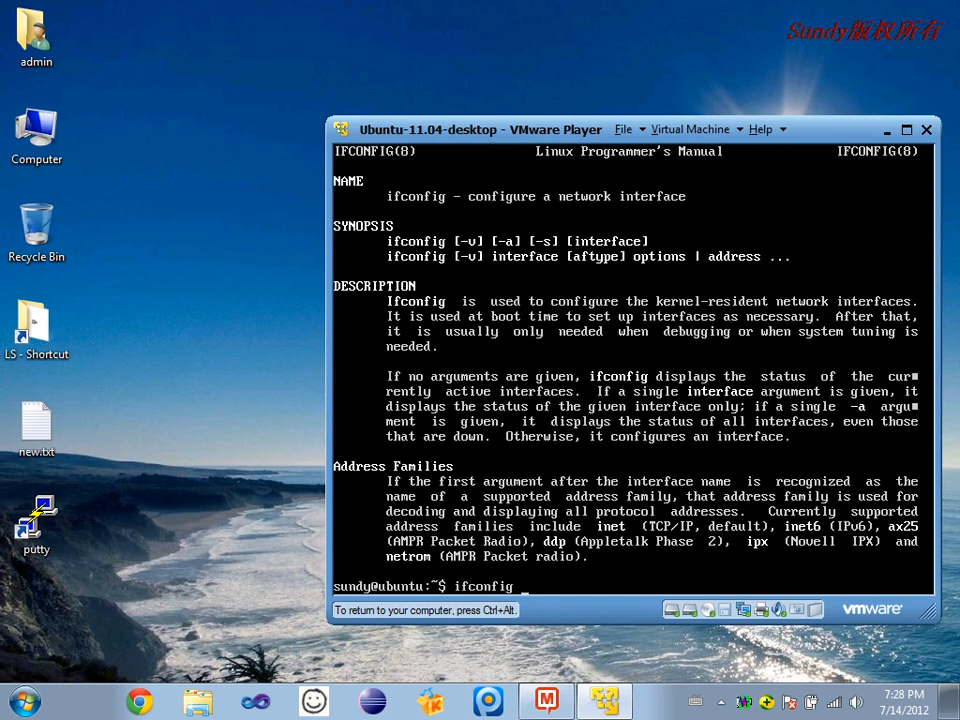 admin
Computer
Recycle Bin
LS - Shortcut
new.txt
putty
Sundy版权所有
Ubuntu-11.04-desktop - VMware Player File Virtual Machine Help
IFCONFIG(8) Linux Programmer's Manual IFCONFIG(8)
NAME
ifconfig - configure a network interface
SYNOPSIS
ifconfig [-v] [-a] [-s] [interface]
ifconfig [-v] interface [aftype] options | address ...
DESCRIPTION
Ifconfig is used to configure the kernel-resident network interfaces.
It is used at boot time to set up interfaces as necessary. After that,
it is usually only needed when debugging or when system tuning is
needed.
If no arguments are given, ifconfig displays the status of the cur■
rently active interfaces. If a single interface argument is given, it
displays the status of the given interface only; if a single -a argu■
ment is given, it displays the status of all interfaces, even those
that are down. Otherwise, it configures an interface.
Address Families
If the first argument after the interface name is recognized as the
name of a supported address family, that address family is used for
decoding and displaying all protocol addresses. Currently supported
address families include inet (TCP/IP, default), inet6 (IPv6), ax25
(AMPR Packet Radio), ddp (Appletalk Phase 2), ipx (Novell IPX) and
netrom (AMPR Packet radio).
sundy@ubuntu:~$ ifconfig _
To return to your computer, press Ctrl+Alt.
vmware
7:28 PM
7/14/2012